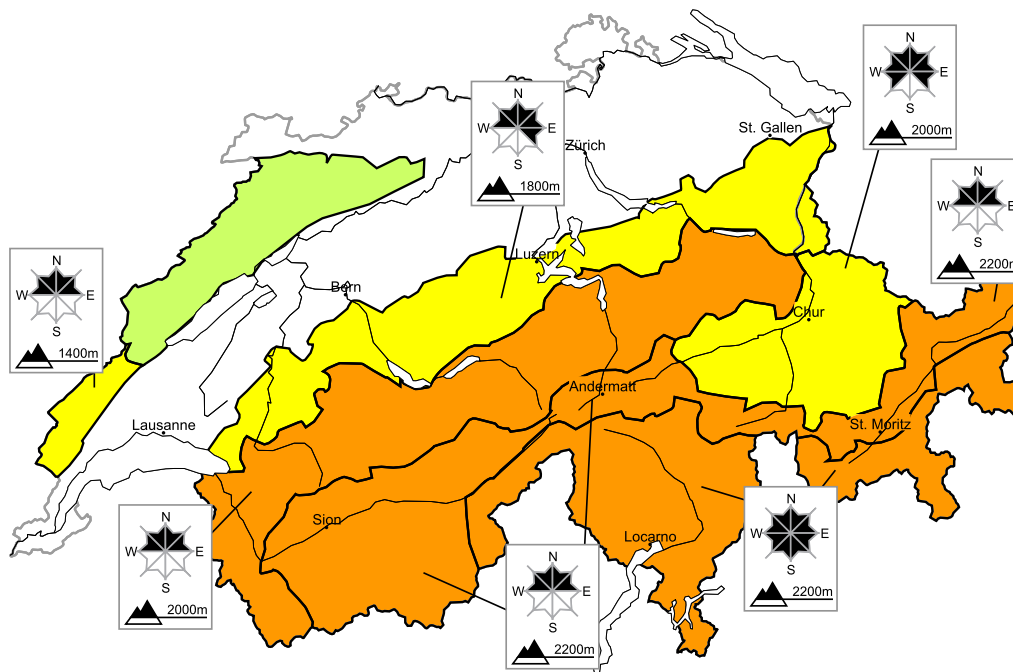 N
W E
S
2000m
N
W E
S
1800m
St. Gallen
Zürich
N
W E
S
2200m
N
W E
S
1400m
Luzern
Bern
Chur
Andermatt
St. Moritz
Lausanne
N
W E
S
2000m
Sion
N
W E
S
2200m
Locarno
N
W E
S
2200m